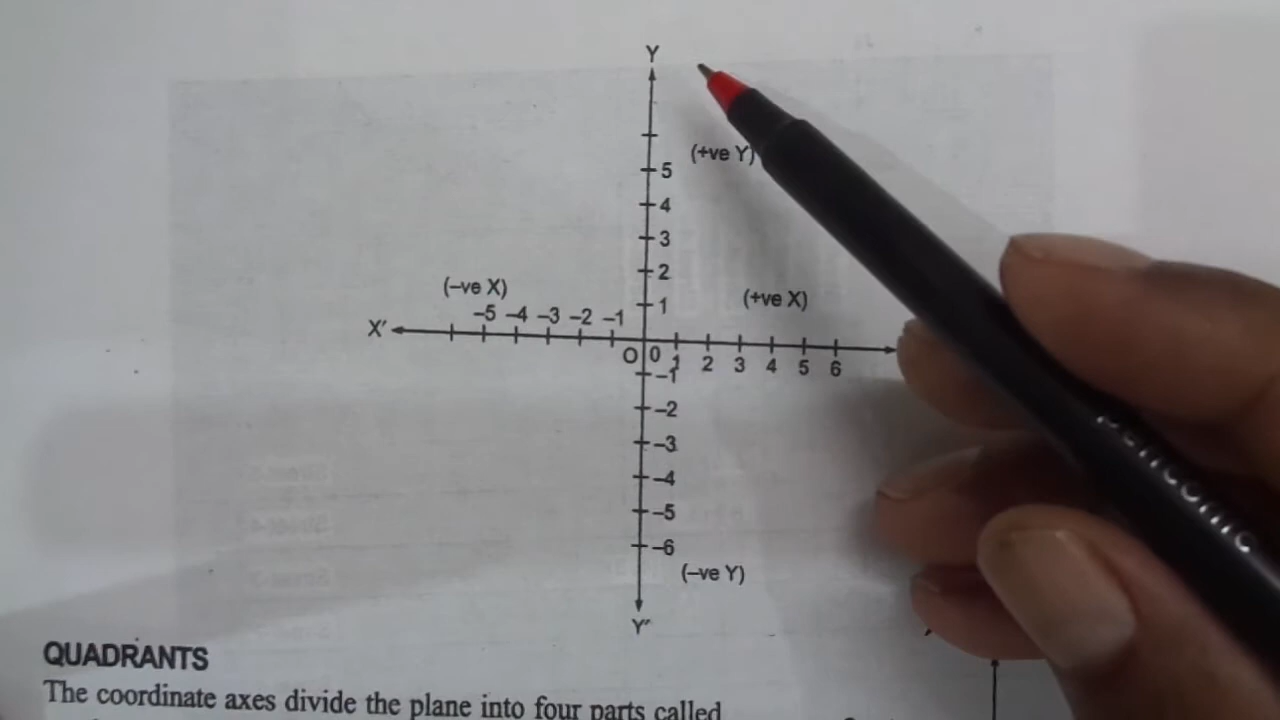 Y
(+ve Y)
5
4
3
2
1
(–ve X)
(+ve X)
–5 –4 –3 –2 –1
X'
O 0 1 2 3 4 5 6
–1
–2
–3
–4
–5
–6
(–ve Y)
Y'
QUADRANTS
The coordinate axes divide the plane into four parts called